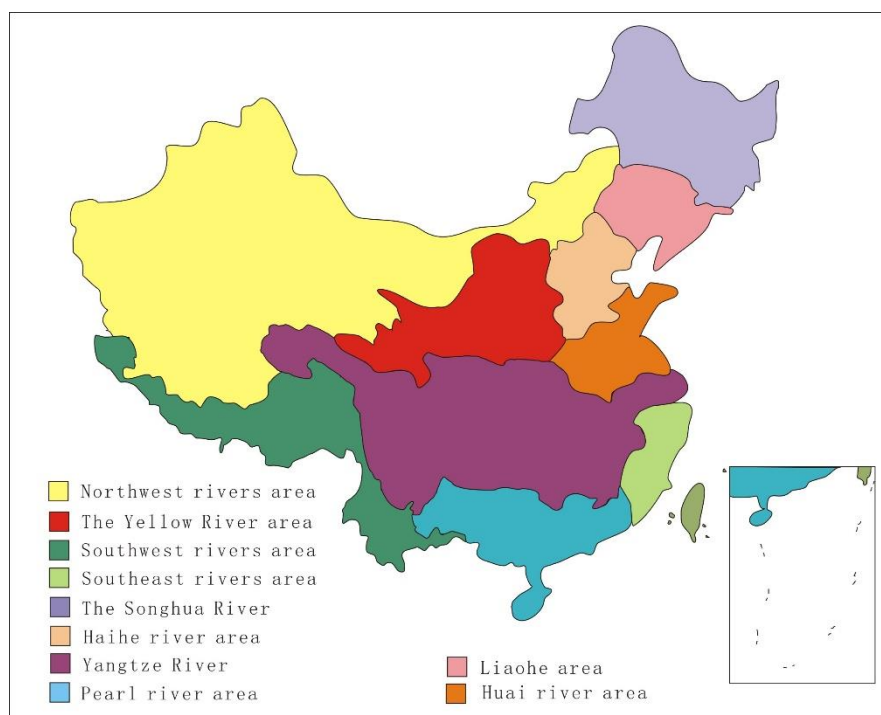 Northwest rivers area
The Yellow River area
Southwest rivers area
Southeast rivers area
The Songhua River
Haihe river area
Yangtze River
Pearl river area
Liaohe area
Huai river area